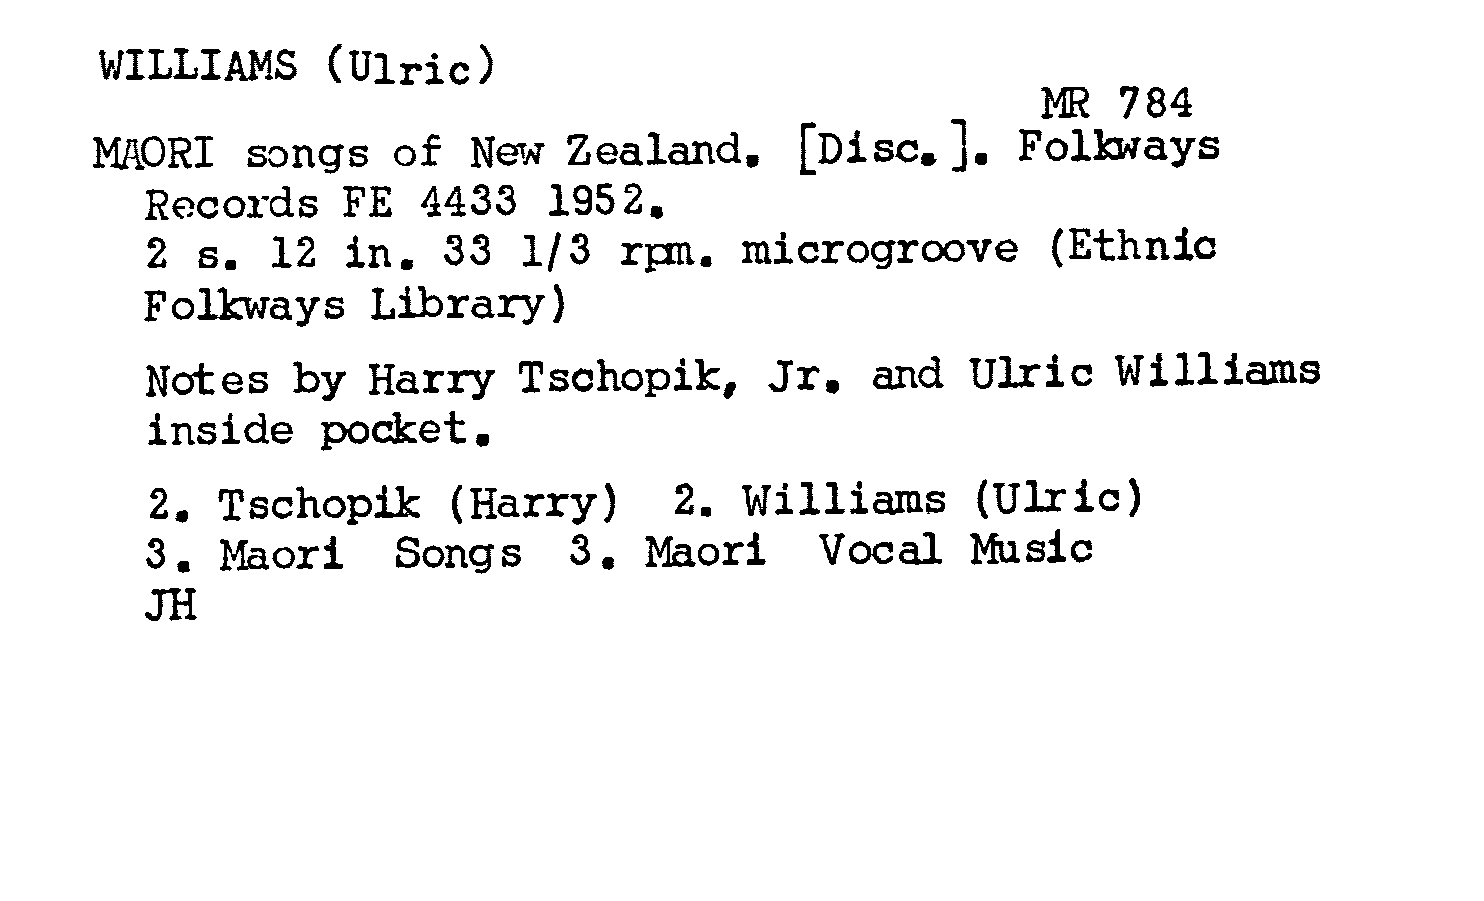 WILLIAMS (Ulric)
MR 784
MAORI songs of New Zealand. [Disc.]. Folkways
Records FE 4433 1952.
2 s. 12 in. 33 1/3 rpm. microgroove (Ethnic
Folkways Library)
Notes by Harry Tschopik, Jr. and Ulric Williams
inside pocket.
2. Tschopik (Harry) 2. Williams (Ulric)
3. Maori Songs 3. Maori Vocal Music
JH